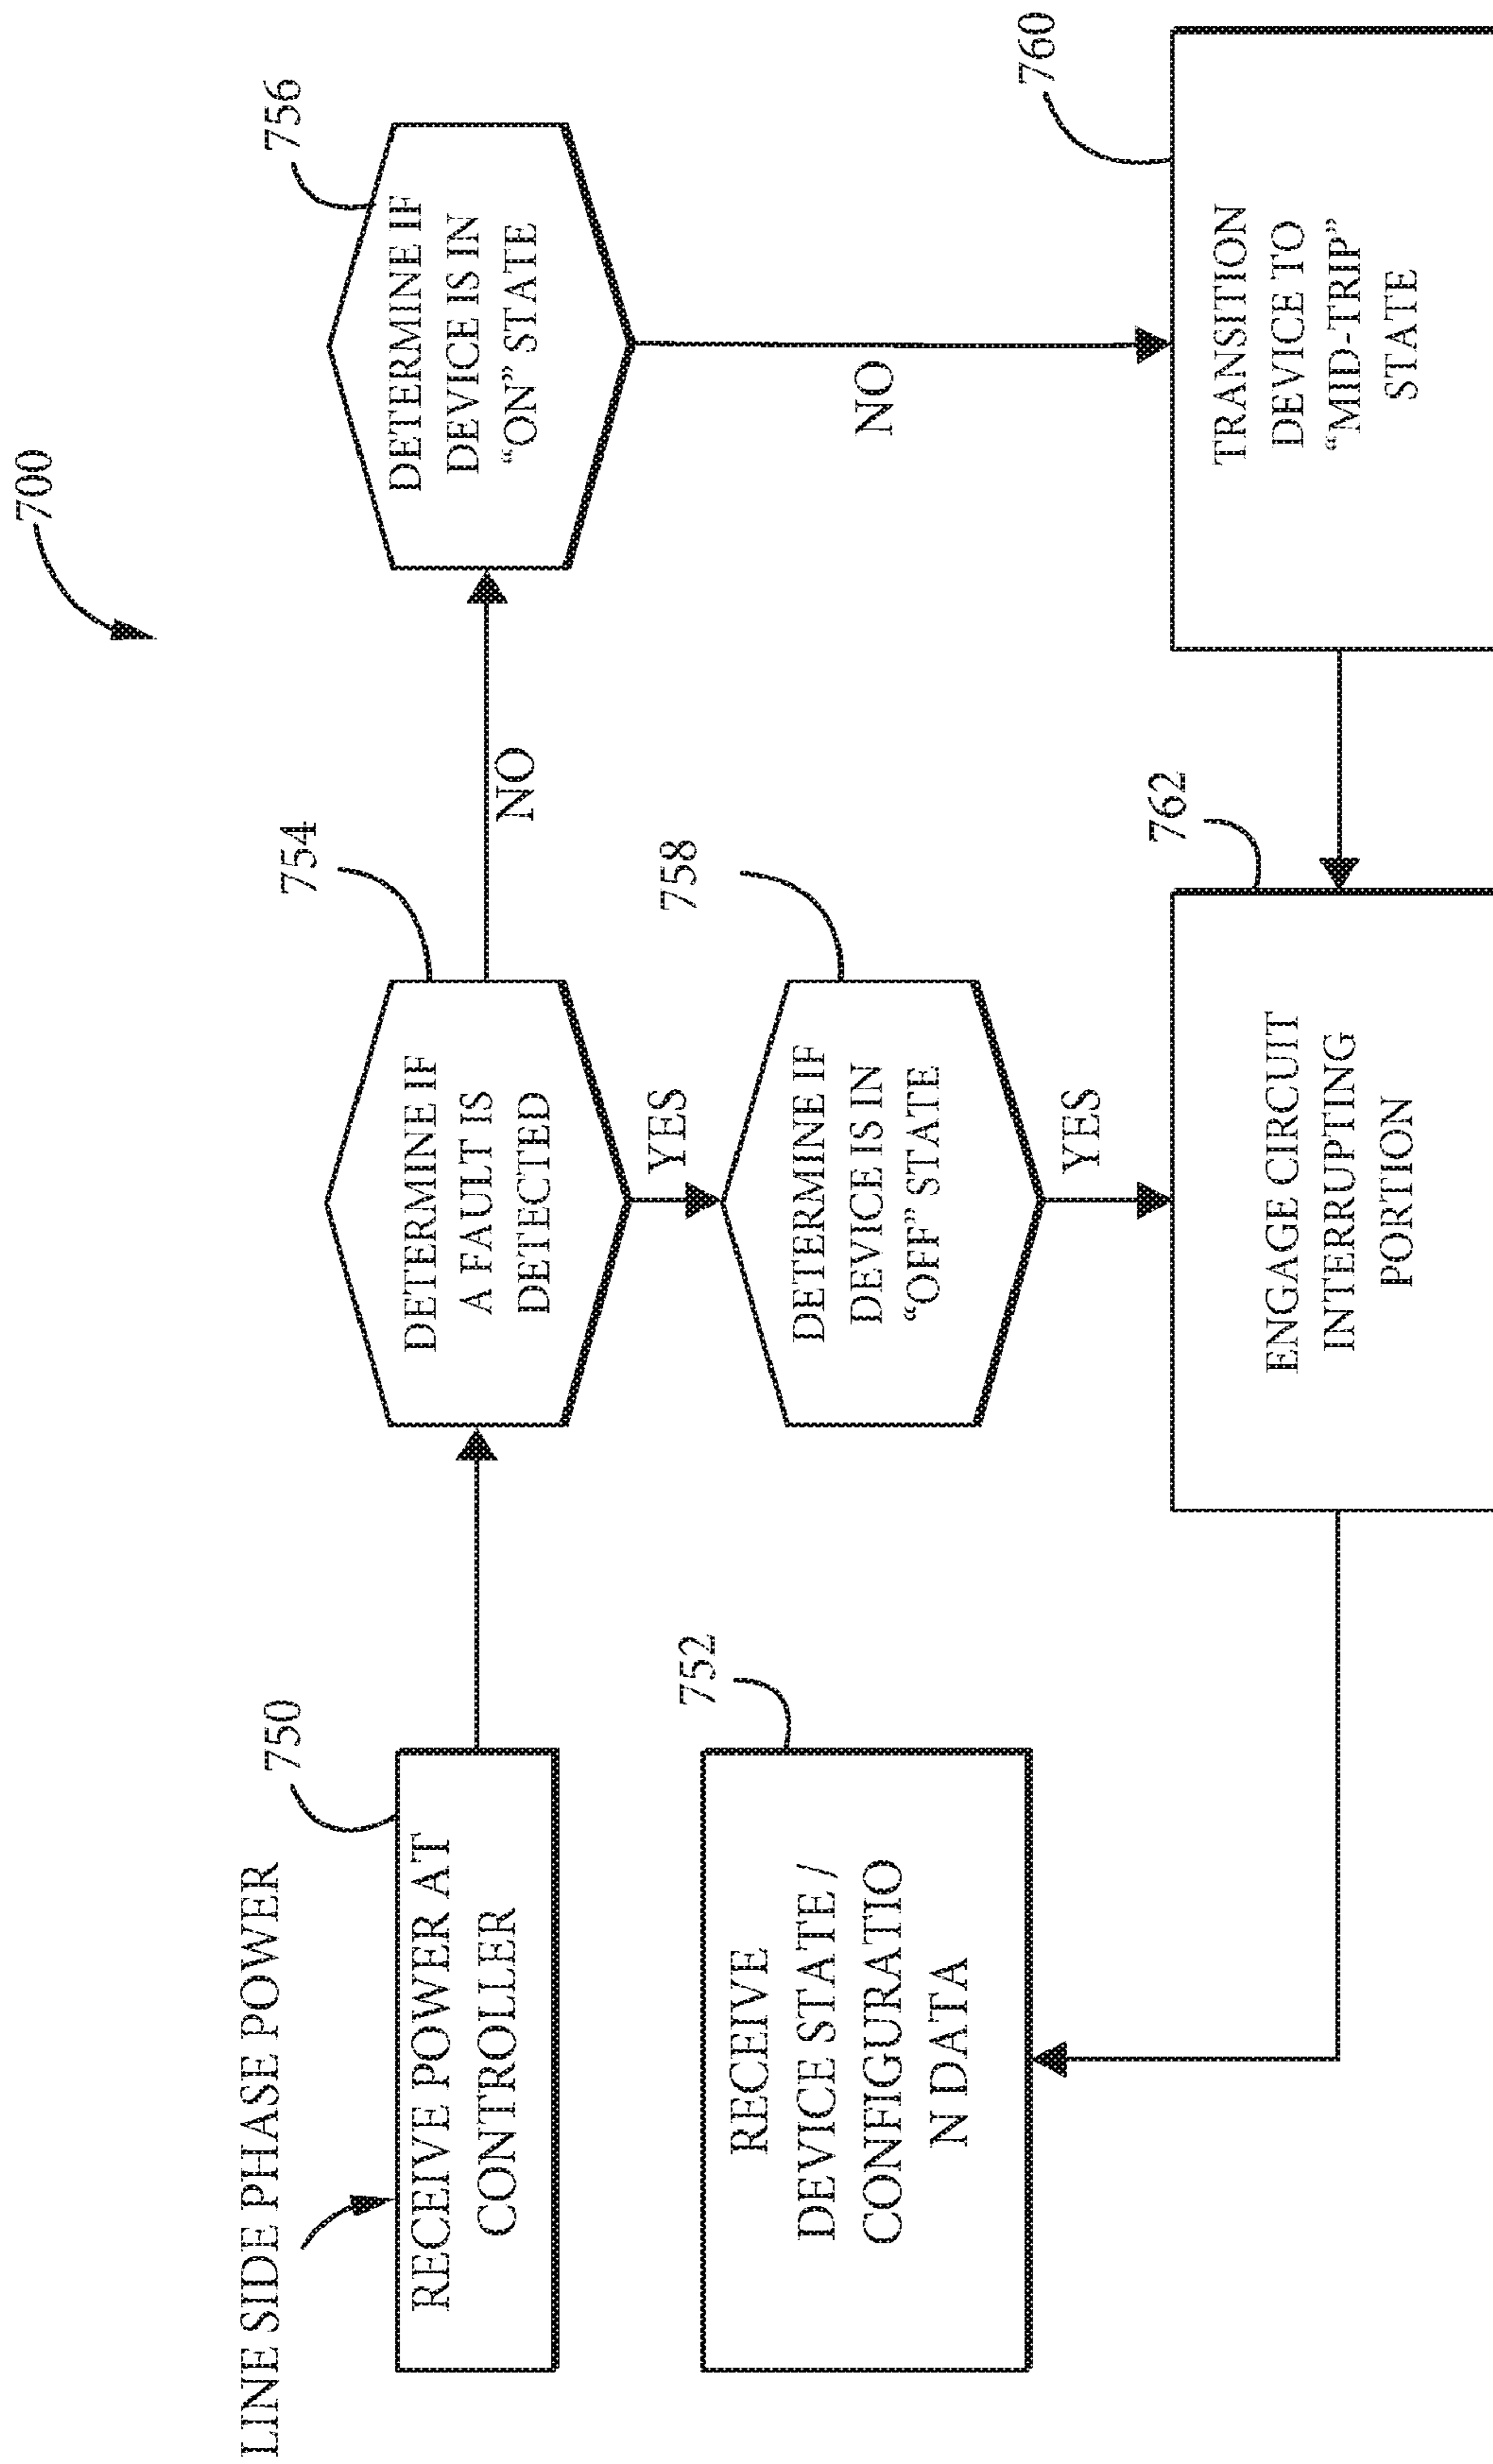 700
LINE SIDE PHASE POWER
750
RECEIVE POWER AT
CONTROLLER
754
DETERMINE IF
A FAULT IS
DETECTED
NO
756
DETERMINE IF
DEVICE IS IN
“ON” STATE
YES
752
RECEIVE
DEVICE STATE /
CONFIGURATIO
N DATA
758
DETERMINE IF
DEVICE IS IN
“OFF” STATE
NO
YES
762
ENGAGE CIRCUIT
INTERRUPTING
PORTION
760
TRANSITION
DEVICE TO
“MID-TRIP”
STATE